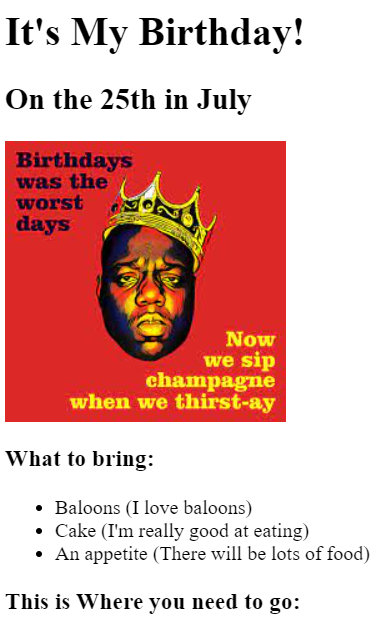 It's My Birthday!
On the 25th in July
Birthdays
was the
worst
days
Now
we sip
champagne
when we thirst-ay
What to bring:
Baloons (I love baloons)
Cake (I'm really good at eating)
An appetite (There will be lots of food)
This is Where you need to go: